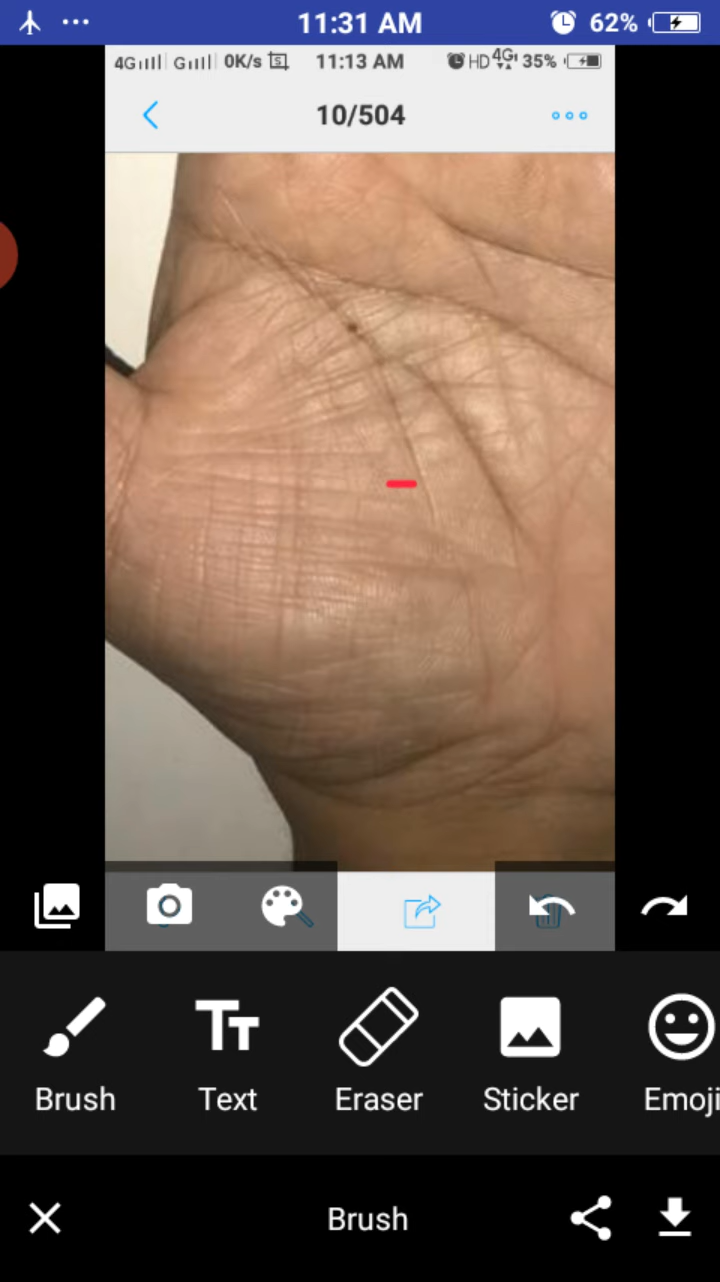 11:31 AM 62%
4G G 0K/s 11:13 AM HD 4G 35%
10/504
Brush Text Eraser Sticker Emoji
Brush